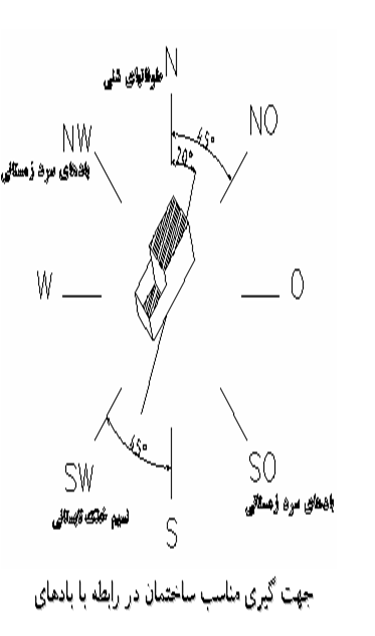 N
طوفانهای شنی
NO
45°
20°
NW
بادهای سرد زمستانی
W
O
45°
SW
نسیم خنک تابستانی
S
SO
بادهای سرد زمستانی
جهت گیری مناسب ساختمان در رابطه با بادهای